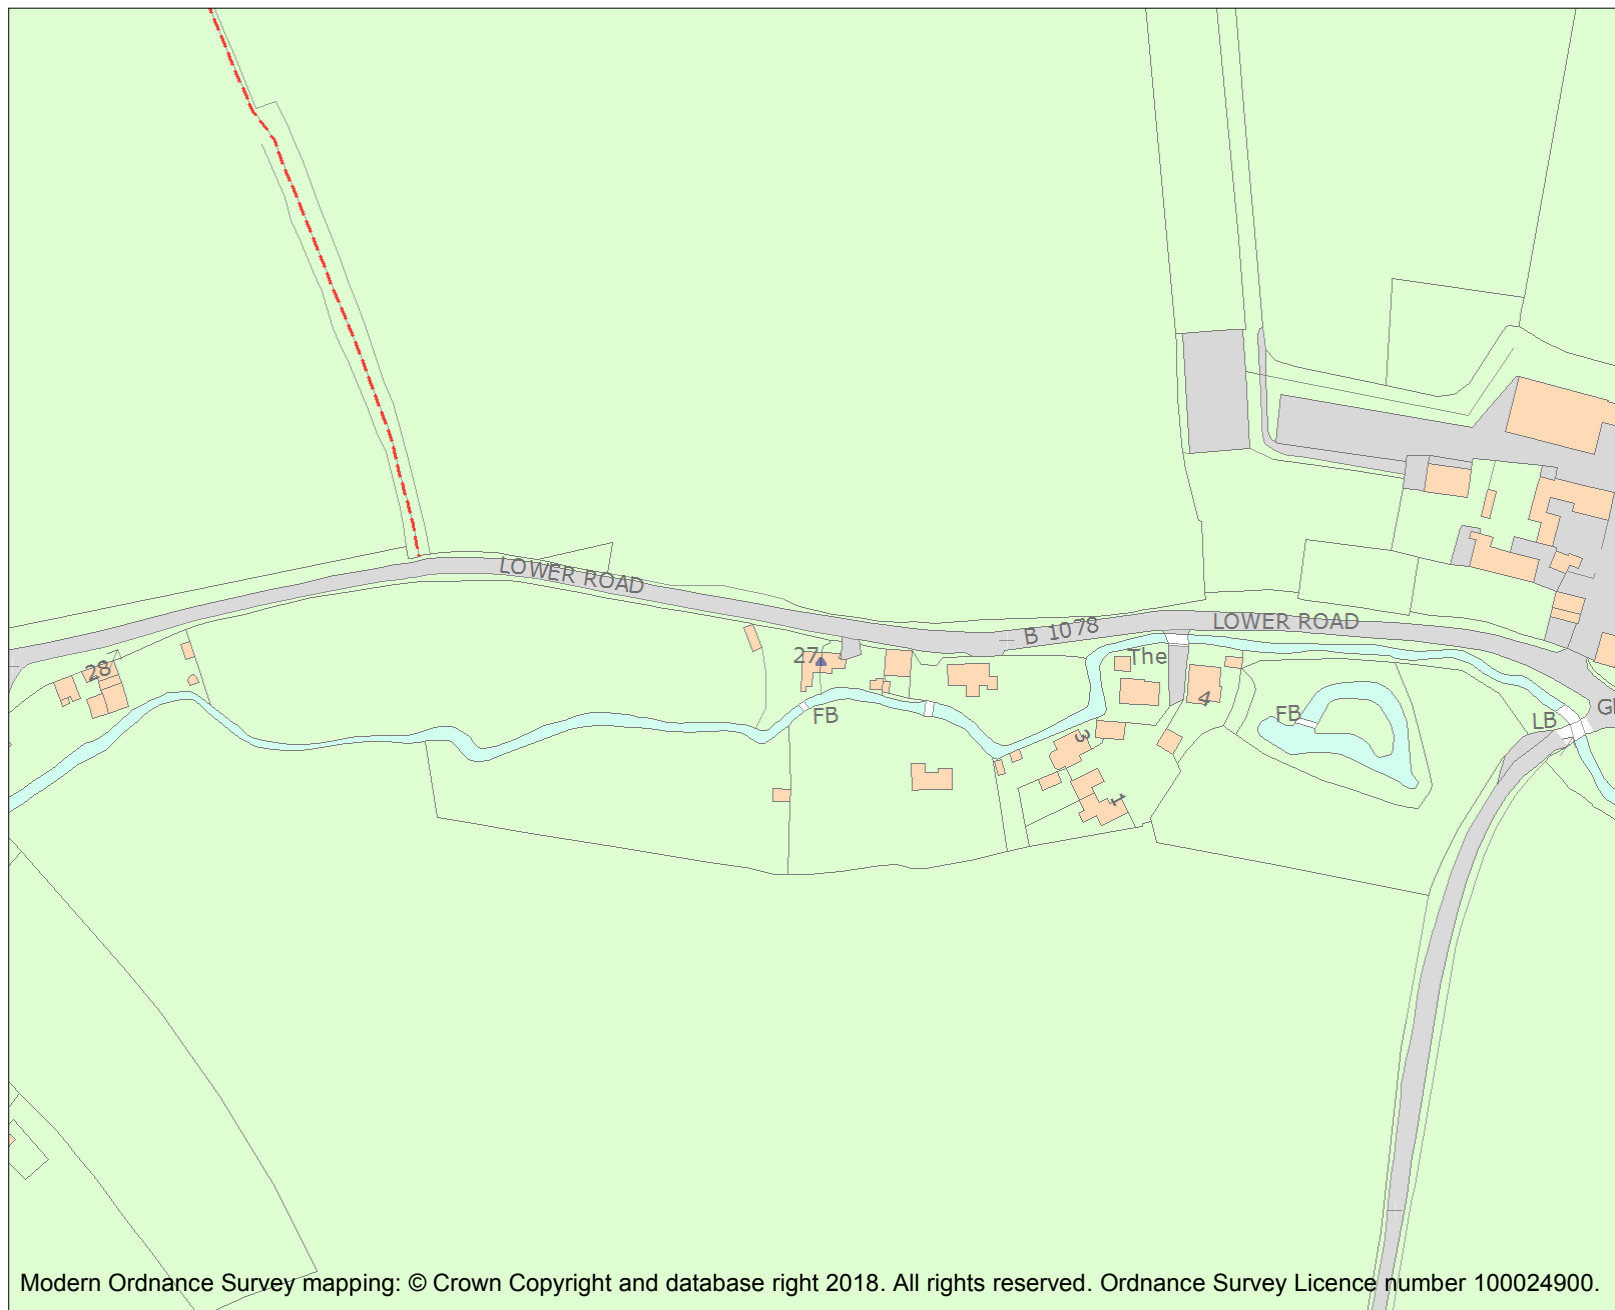 LOWER ROAD
B 1078
LOWER ROAD
28
27
The
4
FB
FB
LB
3
1
Modern Ordnance Survey mapping: © Crown Copyright and database right 2018. All rights reserved. Ordnance Survey Licence number 100024900.